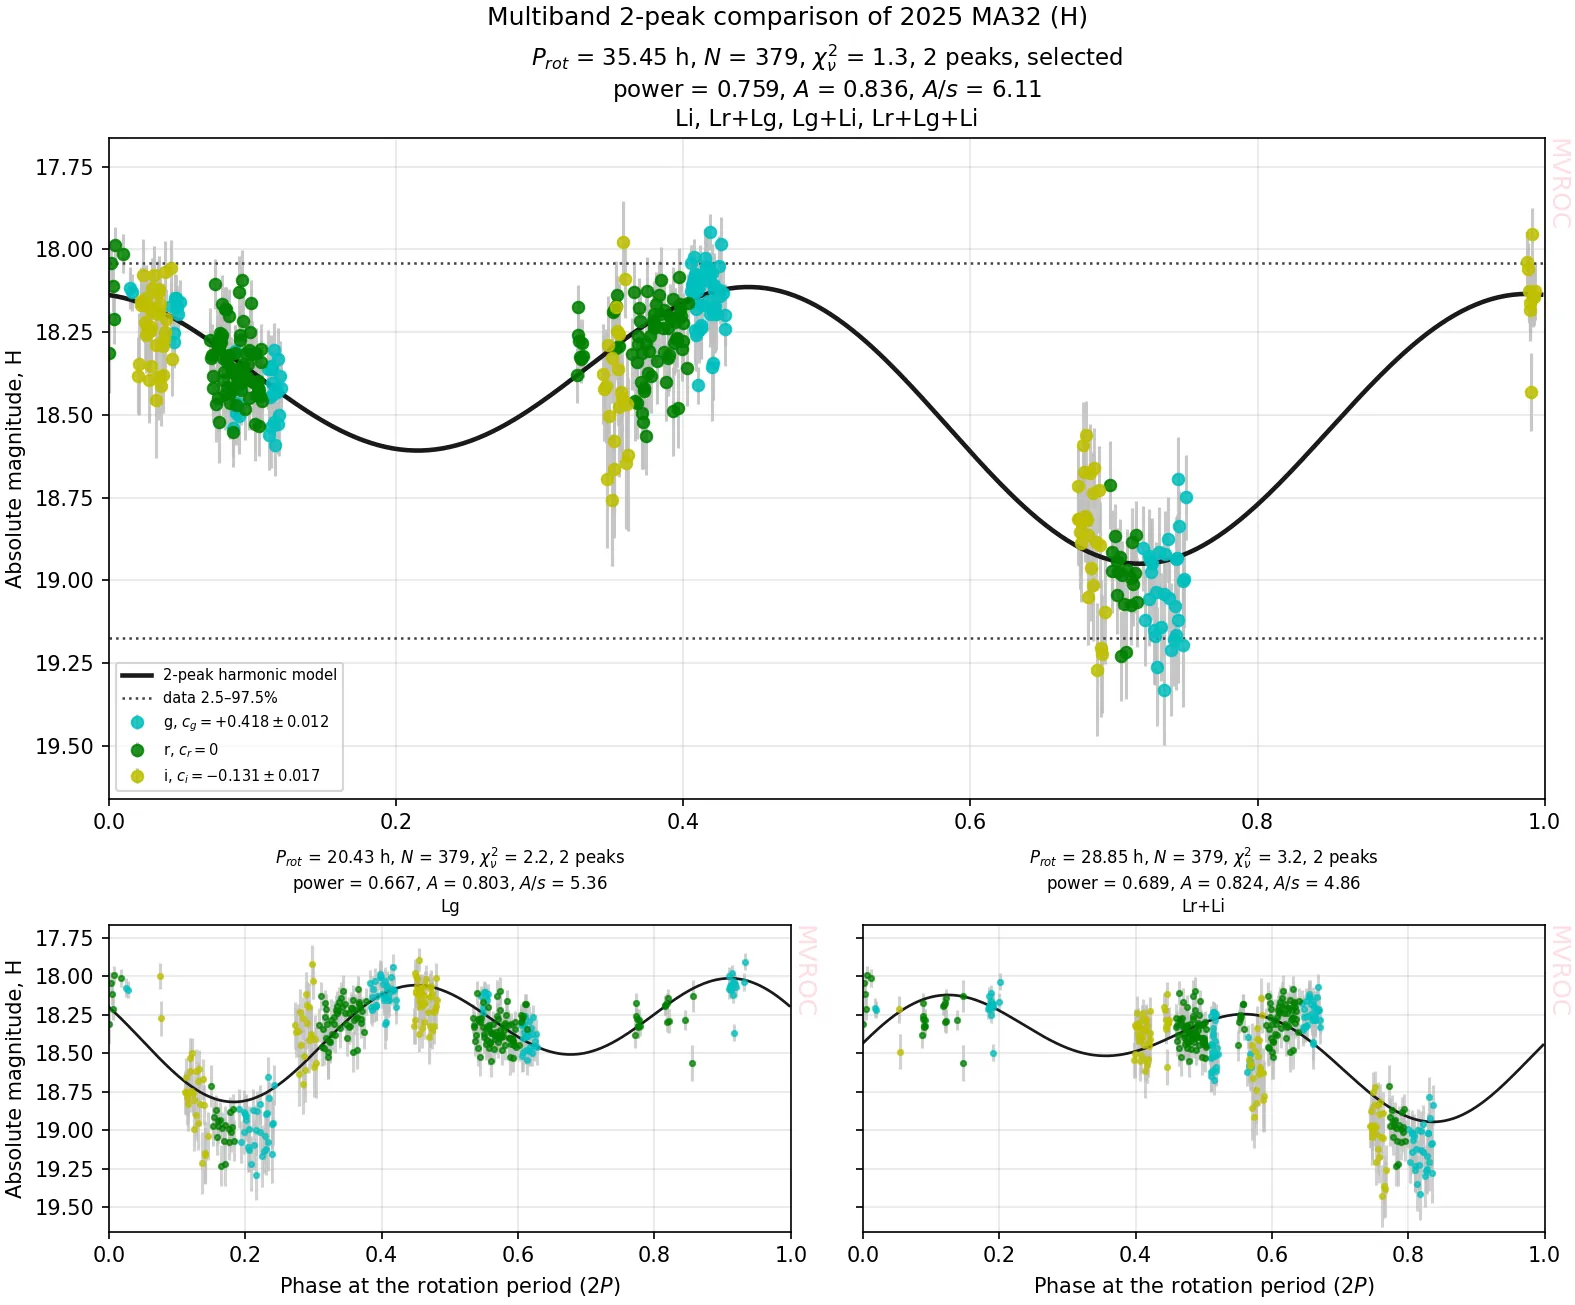 Multiband 2-peak comparison of 2025 MA32 (H)
P_rot = 35.45 h, N = 379, χ²_ν = 1.3, 2 peaks, selected
power = 0.759, A = 0.836, A/s = 6.11
Li, Lr+Lg, Lg+Li, Lr+Lg+Li
MVROC
Absolute magnitude, H
17.75
18.00
18.25
18.50
18.75
19.00
19.25
19.50
2-peak harmonic model
data 2.5–97.5%
g, c_g = +0.418 ± 0.012
r, c_r = 0
i, c_i = −0.131 ± 0.017
0.0 0.2 0.4 0.6 0.8 1.0
P_rot = 20.43 h, N = 379, χ²_ν = 2.2, 2 peaks
power = 0.667, A = 0.803, A/s = 5.36
Lg
MVROC
Absolute magnitude, H
17.75
18.00
18.25
18.50
18.75
19.00
19.25
19.50
0.0 0.2 0.4 0.6 0.8 1.0
Phase at the rotation period (2P)
P_rot = 28.85 h, N = 379, χ²_ν = 3.2, 2 peaks
power = 0.689, A = 0.824, A/s = 4.86
Lr+Li
MVROC
0.0 0.2 0.4 0.6 0.8 1.0
Phase at the rotation period (2P)